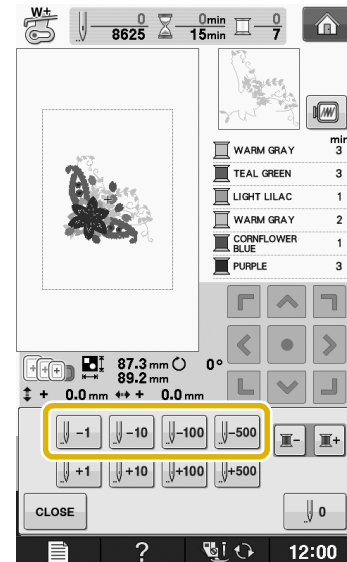 W+
0 0min 0
8625 15min 7
min
WARM GRAY 3
TEAL GREEN 3
LIGHT LILAC 1
WARM GRAY 2
CORNFLOWER
BLUE 1
PURPLE 3
87.3 mm 0°
89.2 mm
+ 0.0 mm + 0.0 mm
-1 -10 -100 -500
- +
+1 +10 +100 +500
CLOSE 0
? 12:00